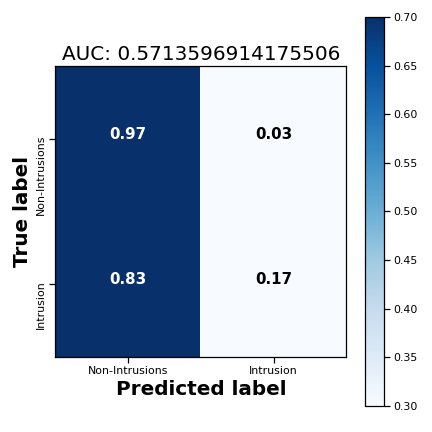 AUC: 0.5713596914175506
True label
Non-Intrusions
Intrusion
0.97
0.03
0.83
0.17
Non-Intrusions
Intrusion
Predicted label
0.70
0.65
0.60
0.55
0.50
0.45
0.40
0.35
0.30